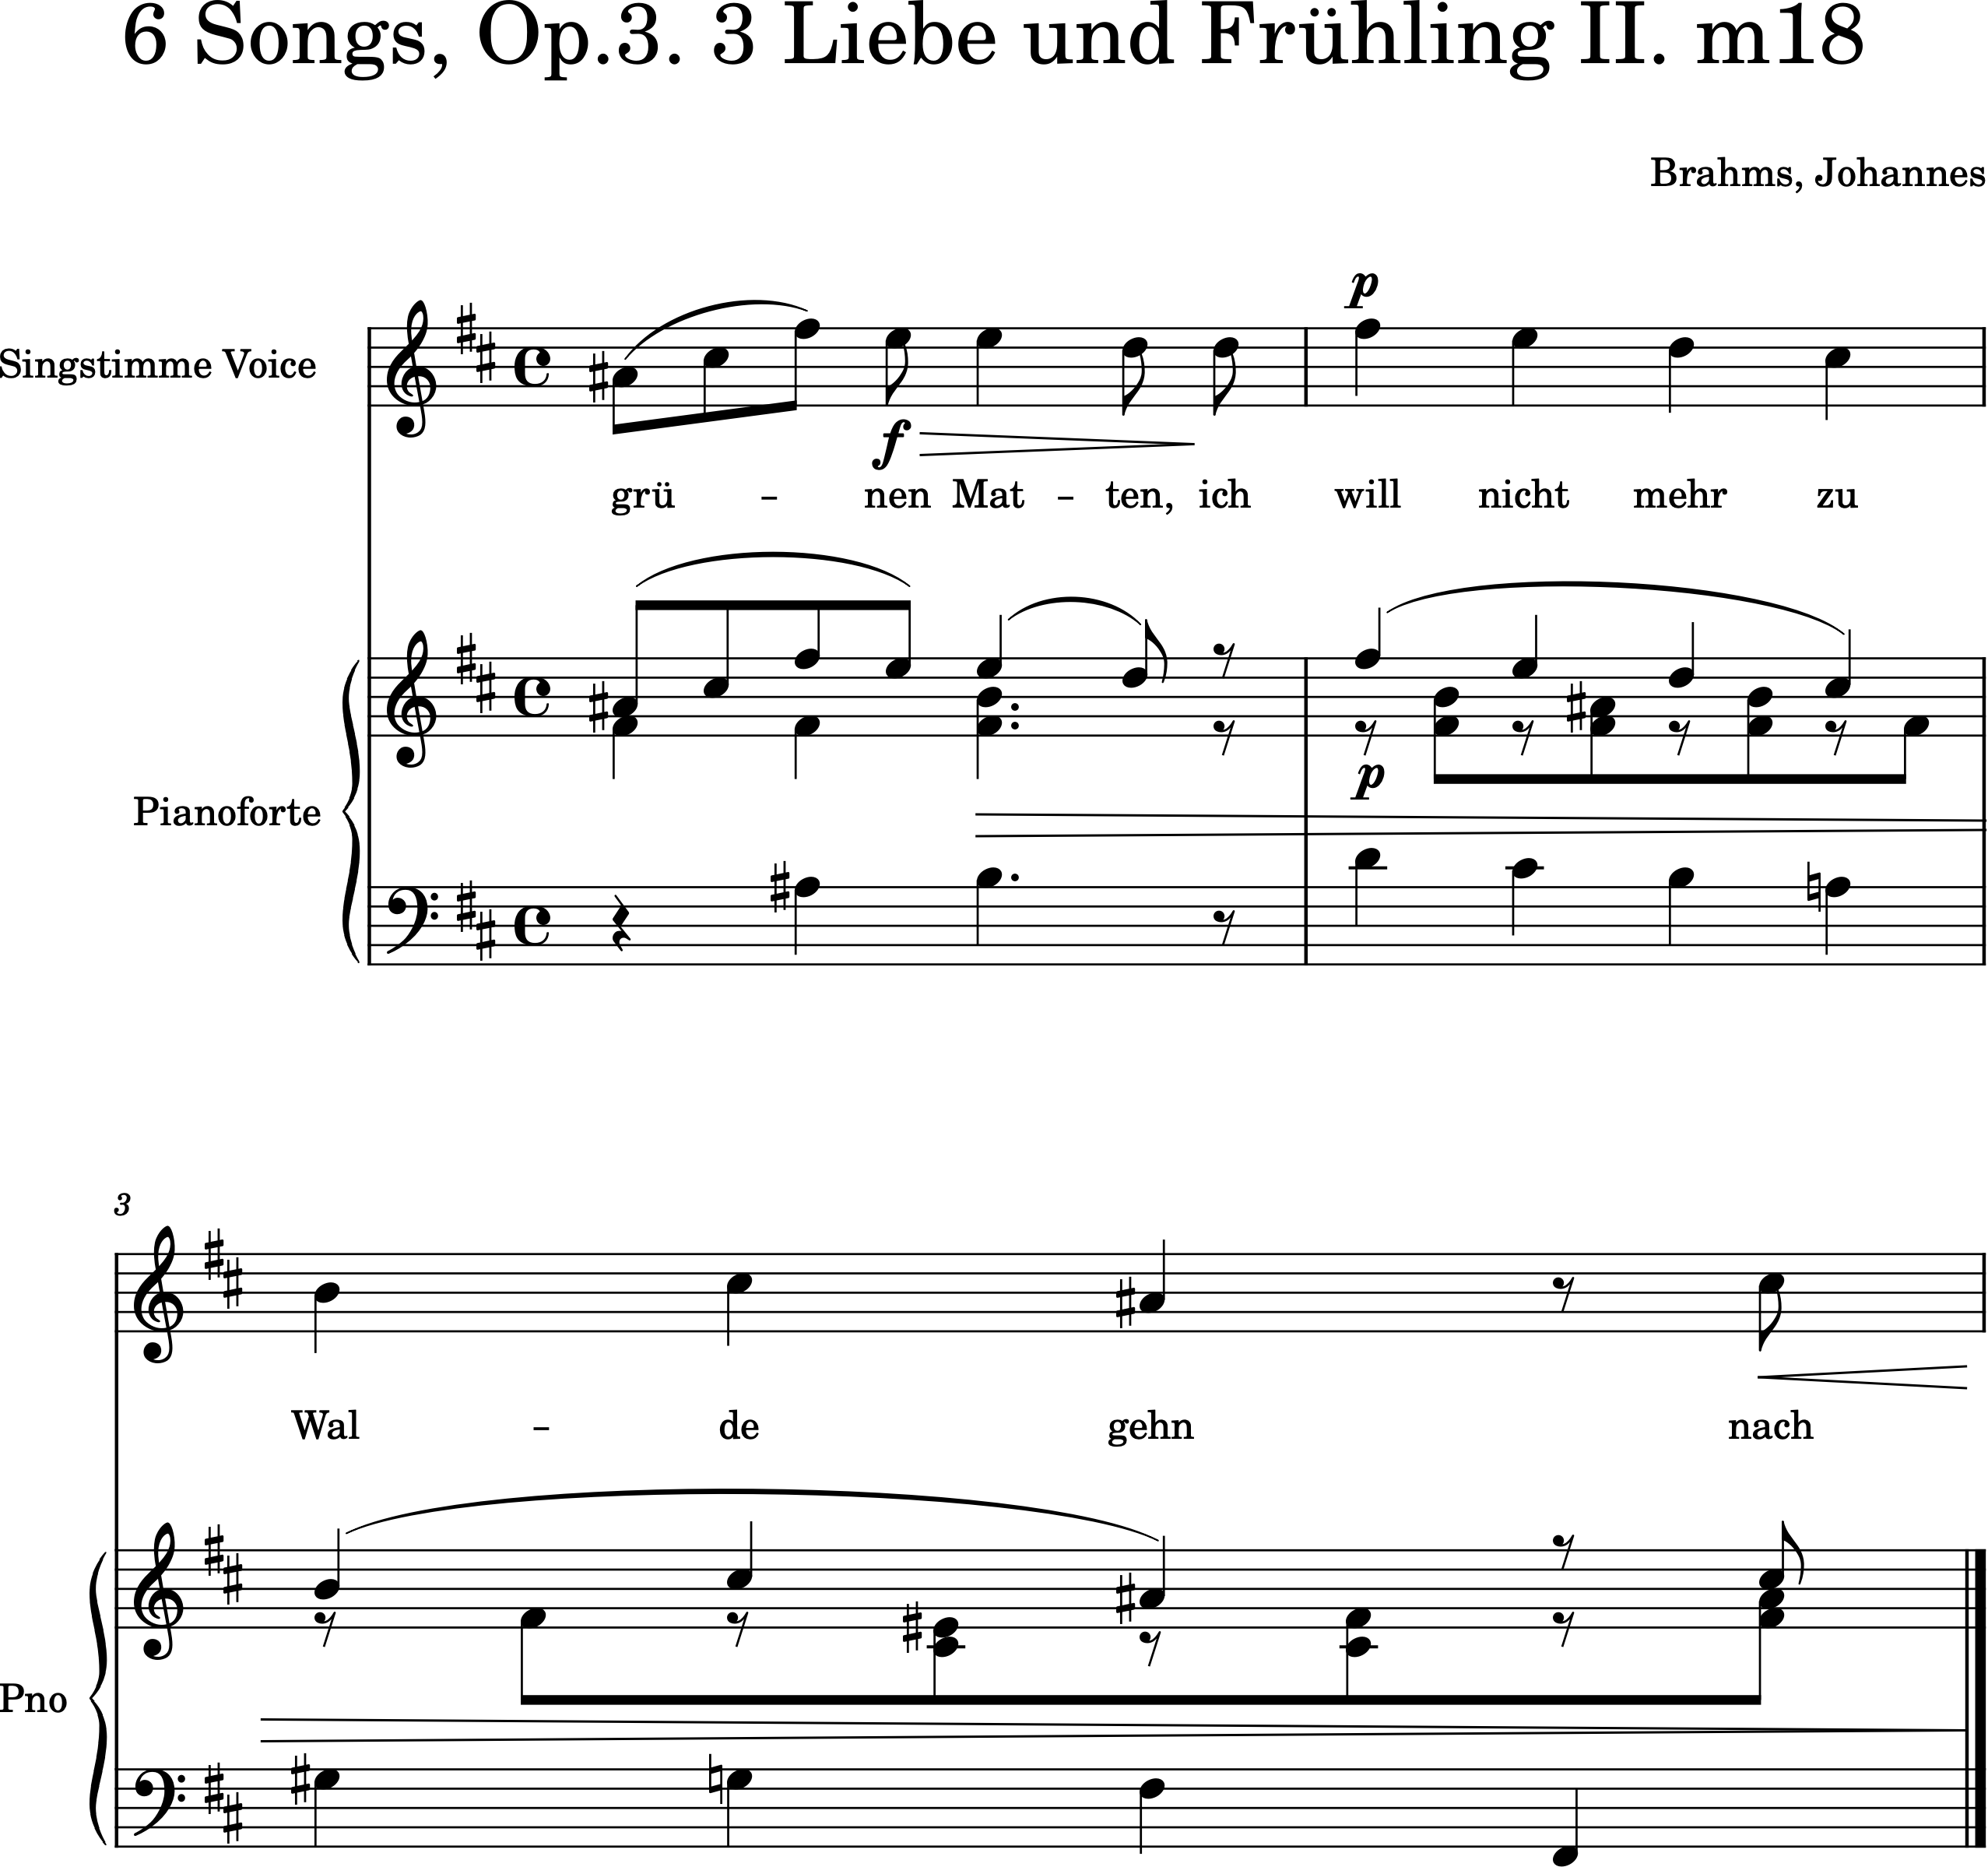 6 Songs, Op.3. 3 Liebe und Frühling II. m18
Brahms, Johannes
p
Singstimme Voice
f
grü - nen Mat - ten, ich will nicht mehr zu
p
Pianoforte
3
Wal - de gehn nach
Pno